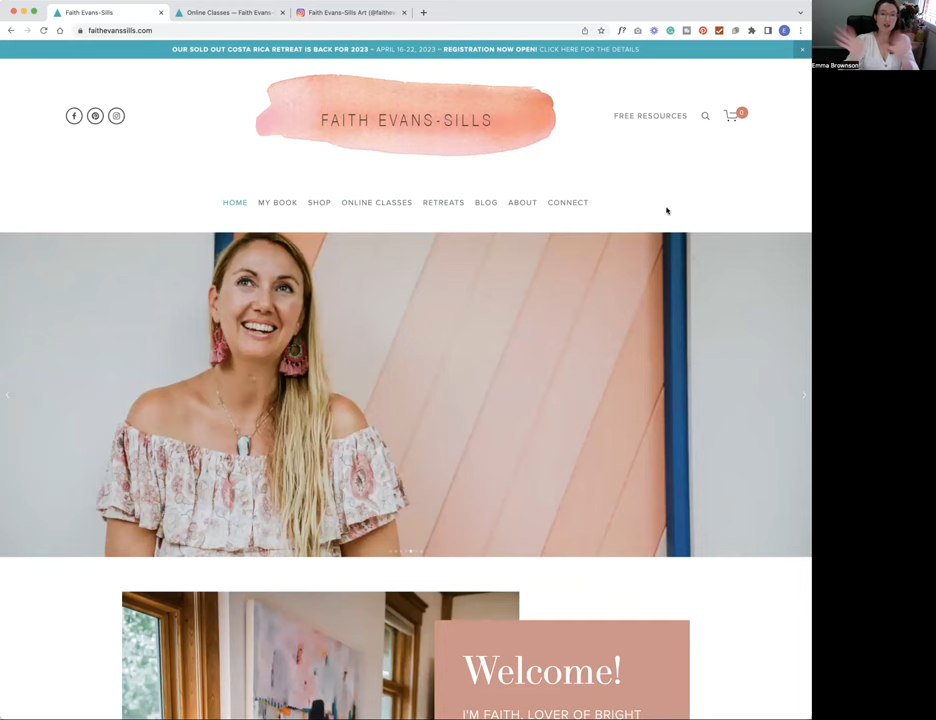 Faith Evans-Sills
Online Classes — Faith Evans-
Faith Evans-Sills Art (@faithev
faithevanssills.com
Emma Brownson
OUR SOLD OUT COSTA RICA RETREAT IS BACK FOR 2023 ~ APRIL 16-22, 2023 ~ REGISTRATION NOW OPEN! CLICK HERE FOR THE DETAILS
FAITH EVANS-SILLS
FREE RESOURCES
0
HOME MY BOOK SHOP ONLINE CLASSES RETREATS BLOG ABOUT CONNECT
Welcome!
I'M FAITH, LOVER OF BRIGHT